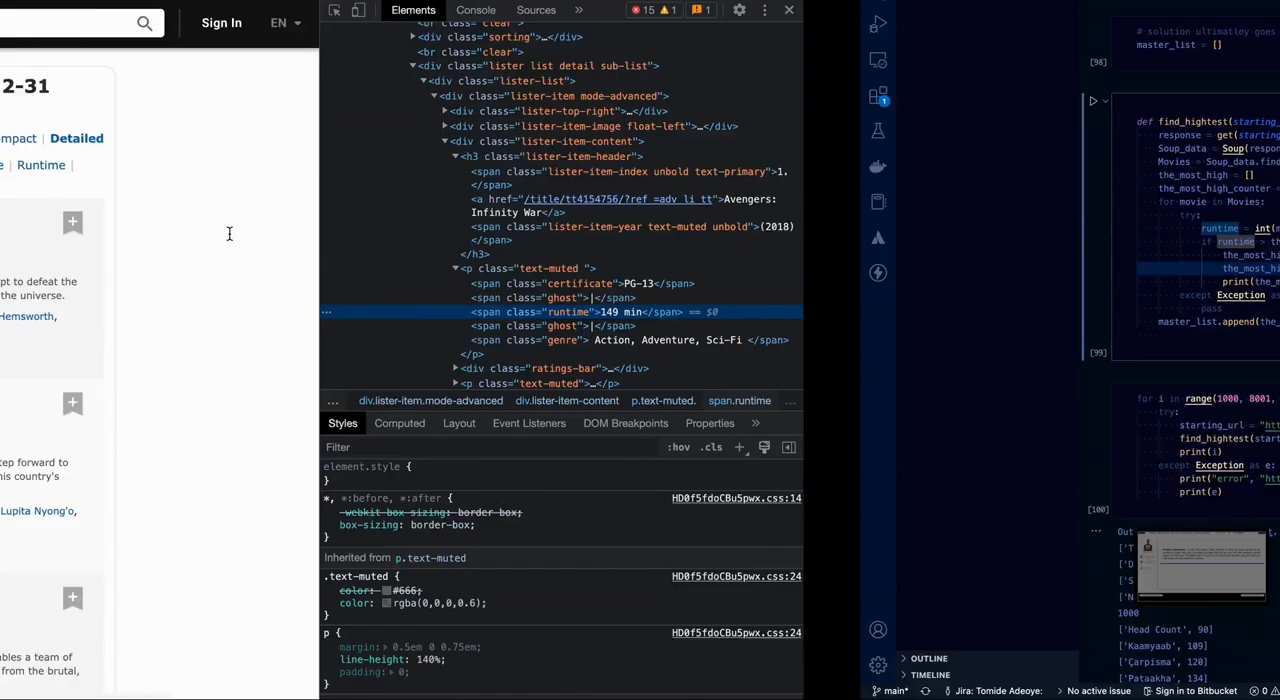 Sign In
EN
2-31
mpact | Detailed
e | Runtime |
pt to defeat the
the universe.
Hemsworth,
tep forward to
his country's
Lupita Nyong'o,
ables a team of
from the brutal,
Elements
Console
Sources
»
15
1
1
<br class="clear">
<div class="sorting">…</div>
<br class="clear">
<div class="lister list detail sub-list">
<div class="lister-list">
<div class="lister-item mode-advanced">
<div class="lister-top-right">…</div>
<div class="lister-item-image float-left">…</div>
<div class="lister-item-content">
<h3 class="lister-item-header">
<span class="lister-item-index unbold text-primary">1.
</span>
<a href="/title/tt4154756/?ref_=adv_li_tt">Avengers:
Infinity War</a>
<span class="lister-item-year text-muted unbold">(2018)
</span>
</h3>
<p class="text-muted ">
<span class="certificate">PG-13</span>
<span class="ghost">|</span>
… <span class="runtime">149 min</span> == $0
<span class="ghost">|</span>
<span class="genre"> Action, Adventure, Sci-Fi </span>
</p>
<div class="ratings-bar">…</div>
<p class="text-muted">…</p>
… div.lister-item.mode-advanced div.lister-item-content p.text-muted. span.runtime …
Styles
Computed
Layout
Event Listeners
DOM Breakpoints
Properties
»
Filter
:hov .cls +
element.style {
}
*, *:before, *:after { HD0f5fdoCBu5pwx.css:14
-webkit-box-sizing: border-box;
box-sizing: border-box;
}
Inherited from p.text-muted
.text-muted { HD0f5fdoCBu5pwx.css:24
color: #666;
color: rgba(0,0,0,0.6);
}
p { HD0f5fdoCBu5pwx.css:24
margin: 0.5em 0 0.75em;
line-height: 140%;
padding: 0;
}
1
OUTLINE
TIMELINE
main*
Jira: Tomide Adeoye:
No active issue
Sign in to Bitbucket
0
# solution ultimatley goes
master_list = []
[98]
def find_highest(starting_
response = get(starting
Soup_data = Soup(respon
Movies = Soup_data.find
the_most_high = []
the_most_high_counter =
for movie in Movies:
try:
runtime = int(m
if runtime > th
the_most_hi
the_most_hi
print(the_m
except Exception as
pass
master_list.append(the_
[99]
for i in range(1000, 8001,
try:
starting_url = "htt
find_highest(start
print(i)
except Exception as e:
print("error", "htt
print(e)
[100]
…
Out
['T
['D
['S
['N
1000
['Head Count', 90]
['Kaamyaab', 109]
['Çarpisma', 120]
['Pataakha', 134]